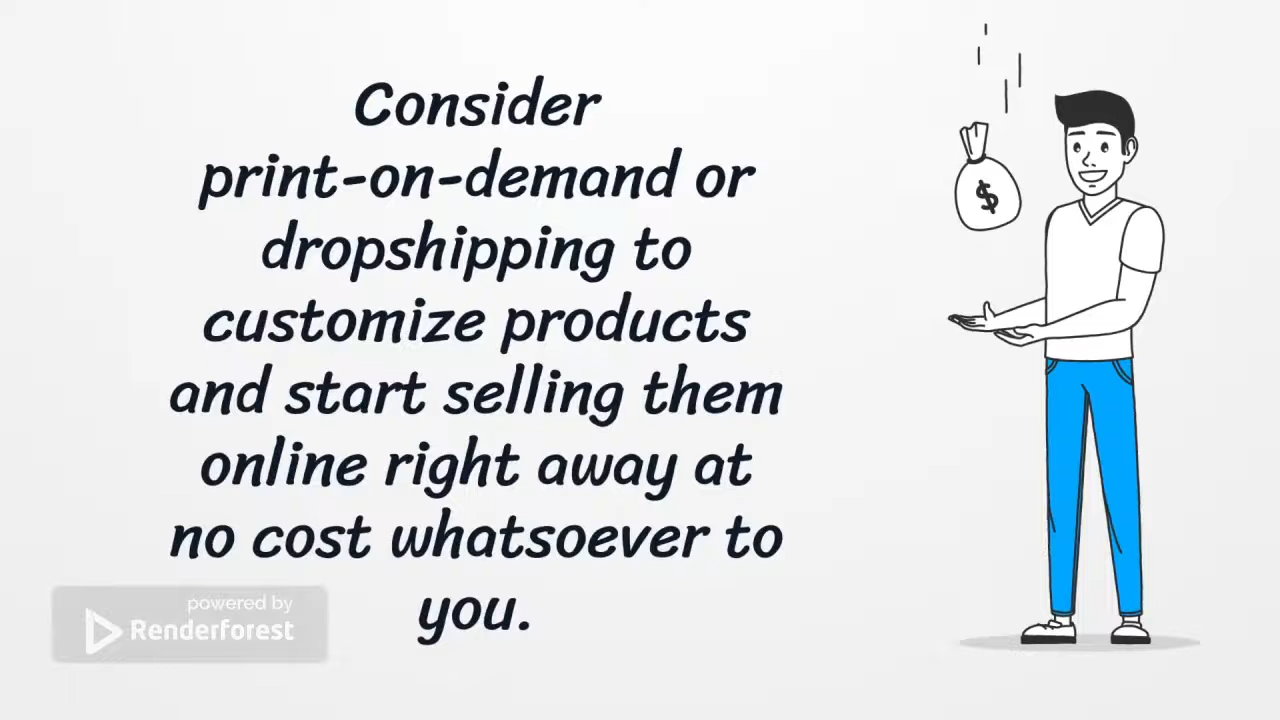 Consider
print-on-demand or
dropshipping to
customize products
and start selling them
online right away at
no cost whatsoever to
you.
$
powered by
Renderforest